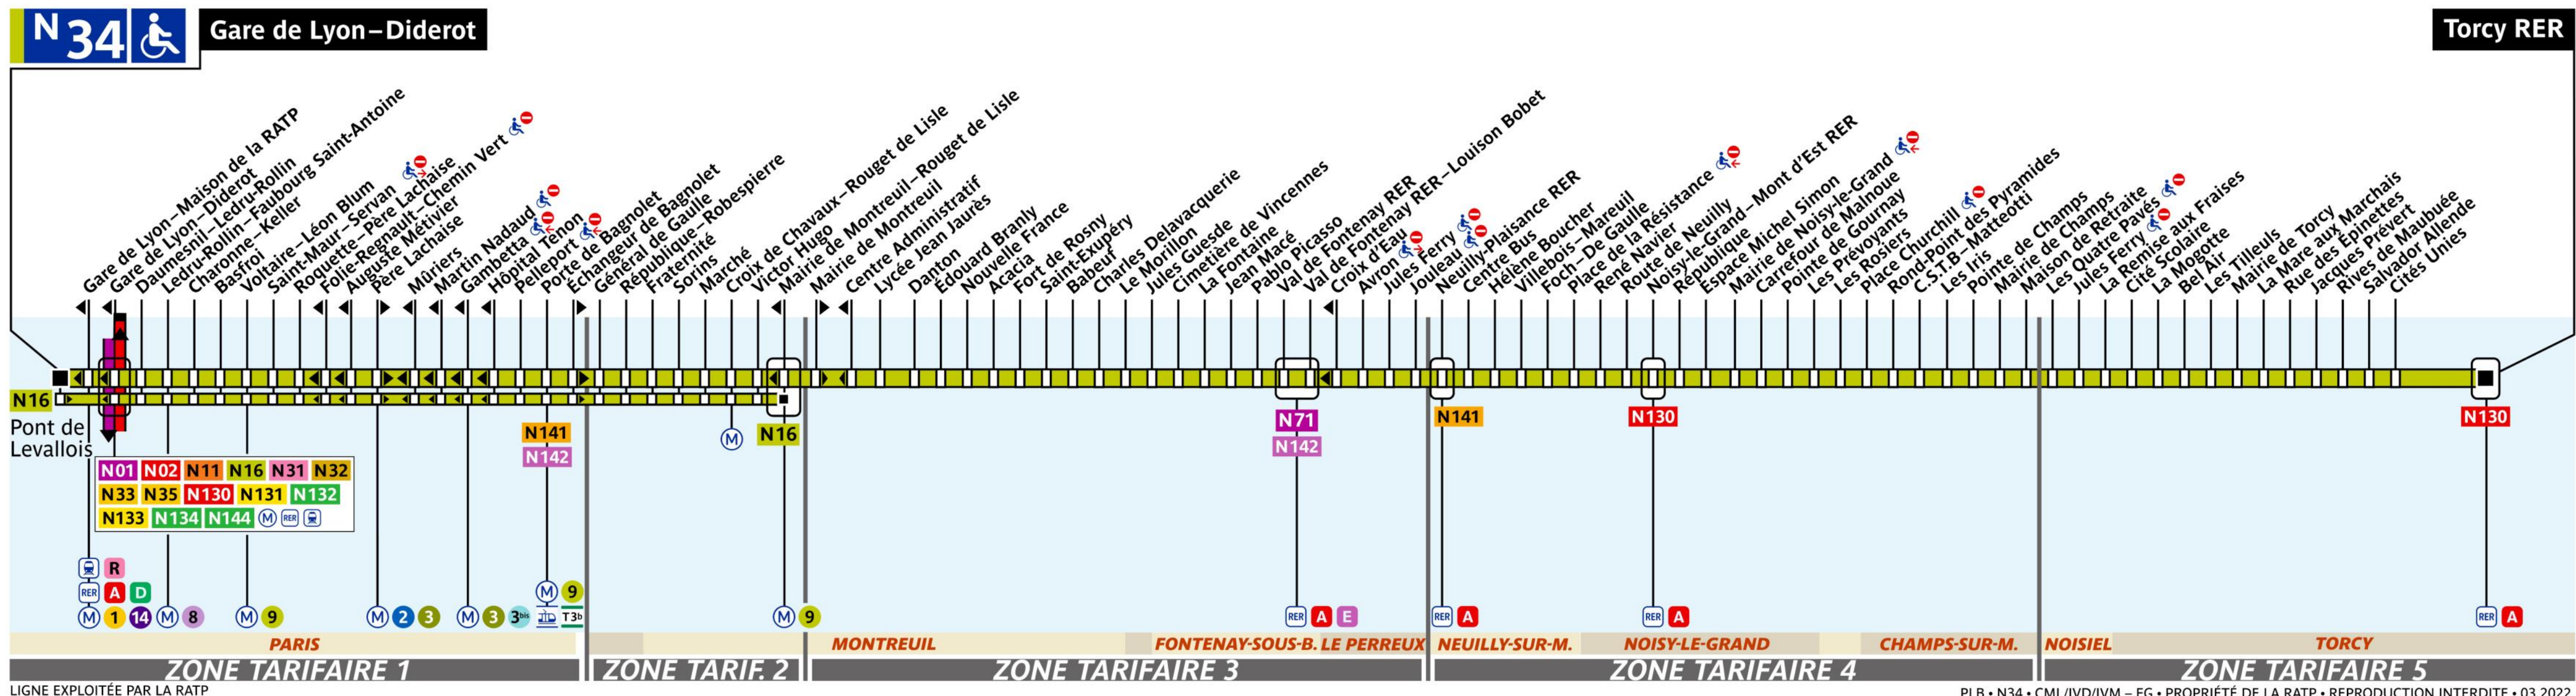 N34
Gare de Lyon–Diderot
Torcy RER
Gare de Lyon–Maison de la RATP
Gare de Lyon–Diderot
Daumesnil–Ledru-Rollin
Ledru-Rollin–Faubourg Saint-Antoine
Charonne–Keller
Basfroi
Voltaire–Léon Blum
Saint-Maur–Servan
Roquette–Père Lachaise
Folie-Regnault–Chemin Vert
Auguste Métivier
Père Lachaise
Mûriers
Martin Nadaud
Gambetta
Hôpital Tenon
Pelleport
Porte de Bagnolet
Échangeur de Bagnolet
Général de Gaulle
République–Robespierre
Fraternité
Sorins
Marché
Croix de Chavaux–Rouget de Lisle
Victor Hugo
Mairie de Montreuil–Rouget de Lisle
Mairie de Montreuil
Centre Administratif
Lycée Jean Jaurès
Danton
Édouard Branly
Nouvelle France
Acacia
Fort de Rosny
Saint-Exupéry
Babeuf
Charles Delavacquerie
Le Morillon
Jules Guesde
Cimetière de Vincennes
La Fontaine
Jean Macé
Pablo Picasso
Val de Fontenay RER
Val de Fontenay RER–Louison Bobet
Croix d'Eau
Avron
Jules Ferry
Jouleau
Neuilly-Plaisance RER
Centre Bus
Hélène Boucher
Villebois–Mareuil
Foch–De Gaulle
Place de la Résistance
René Navier
Route de Neuilly
Noisy-le-Grand–Mont d'Est RER
République
Espace Michel Simon
Mairie de Noisy-le-Grand
Carrefour de Malnoue
Pointe de Gournay
Les Prévoyants
Les Rosiers
Place Churchill
Rond-Point des Pyramides
C.S.T.B–Matteotti
Les Iris
Pointe de Champs
Mairie de Champs
Maison de Retraite
Les Quatre Pavés
Jules Ferry
La Remise aux Fraises
Cité Scolaire
La Mogotte
Bel Air
Les Tilleuls
Mairie de Torcy
La Mare aux Marchais
Rue des Épinettes
Jacques Prévert
Rives de Maubuée
Salvador Allende
Cités Unies
N16
Pont de
Levallois
N01 N02 N11 N16 N31 N32
N33 N35 N130 N131 N132
N133 N134 N144 M RER
N141
N142
M
N16
N71
N142
N141
N130
N130
R
RER A D
M 1 14
M 8
M 9
M 2 3
M 3 3bis
M 9
T3b
M 9
RER A E
RER A
RER A
RER A
PARIS
MONTREUIL
FONTENAY-SOUS-B.
LE PERREUX
NEUILLY-SUR-M.
NOISY-LE-GRAND
CHAMPS-SUR-M.
NOISIEL
TORCY
ZONE TARIFAIRE 1
ZONE TARIF. 2
ZONE TARIFAIRE 3
ZONE TARIFAIRE 4
ZONE TARIFAIRE 5
LIGNE EXPLOITÉE PAR LA RATP
PLB • N34 • CML/JVD/JVM – FG • PROPRIÉTÉ DE LA RATP • REPRODUCTION INTERDITE • 03.2022